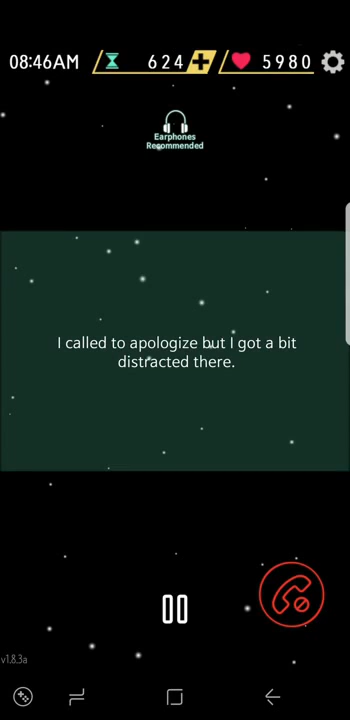 08:46AM 624 5980
Earphones
Recommended
I called to apologize but I got a bit
distracted there.
v1.8.3a